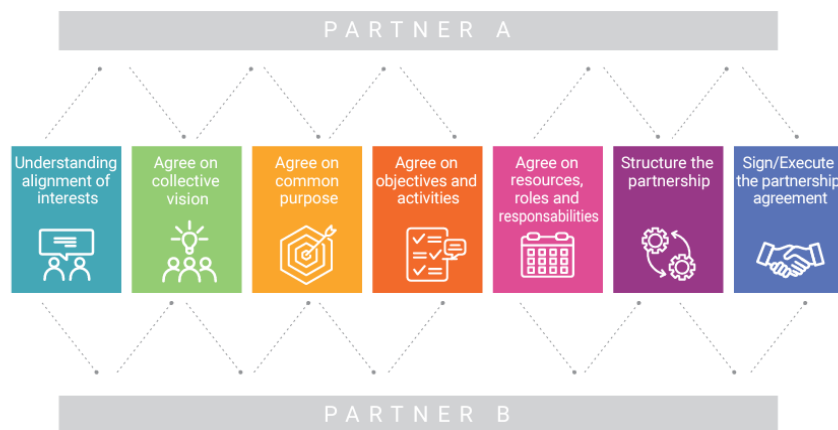 PARTNER A
Understanding
alignment of
interests
Agree on
collective
vision
Agree on
common
purpose
Agree on
objectives and
activities
Agree on
resources,
roles and
responsabilities
Structure the
partnership
Sign/Execute
the partnership
agreement
PARTNER B